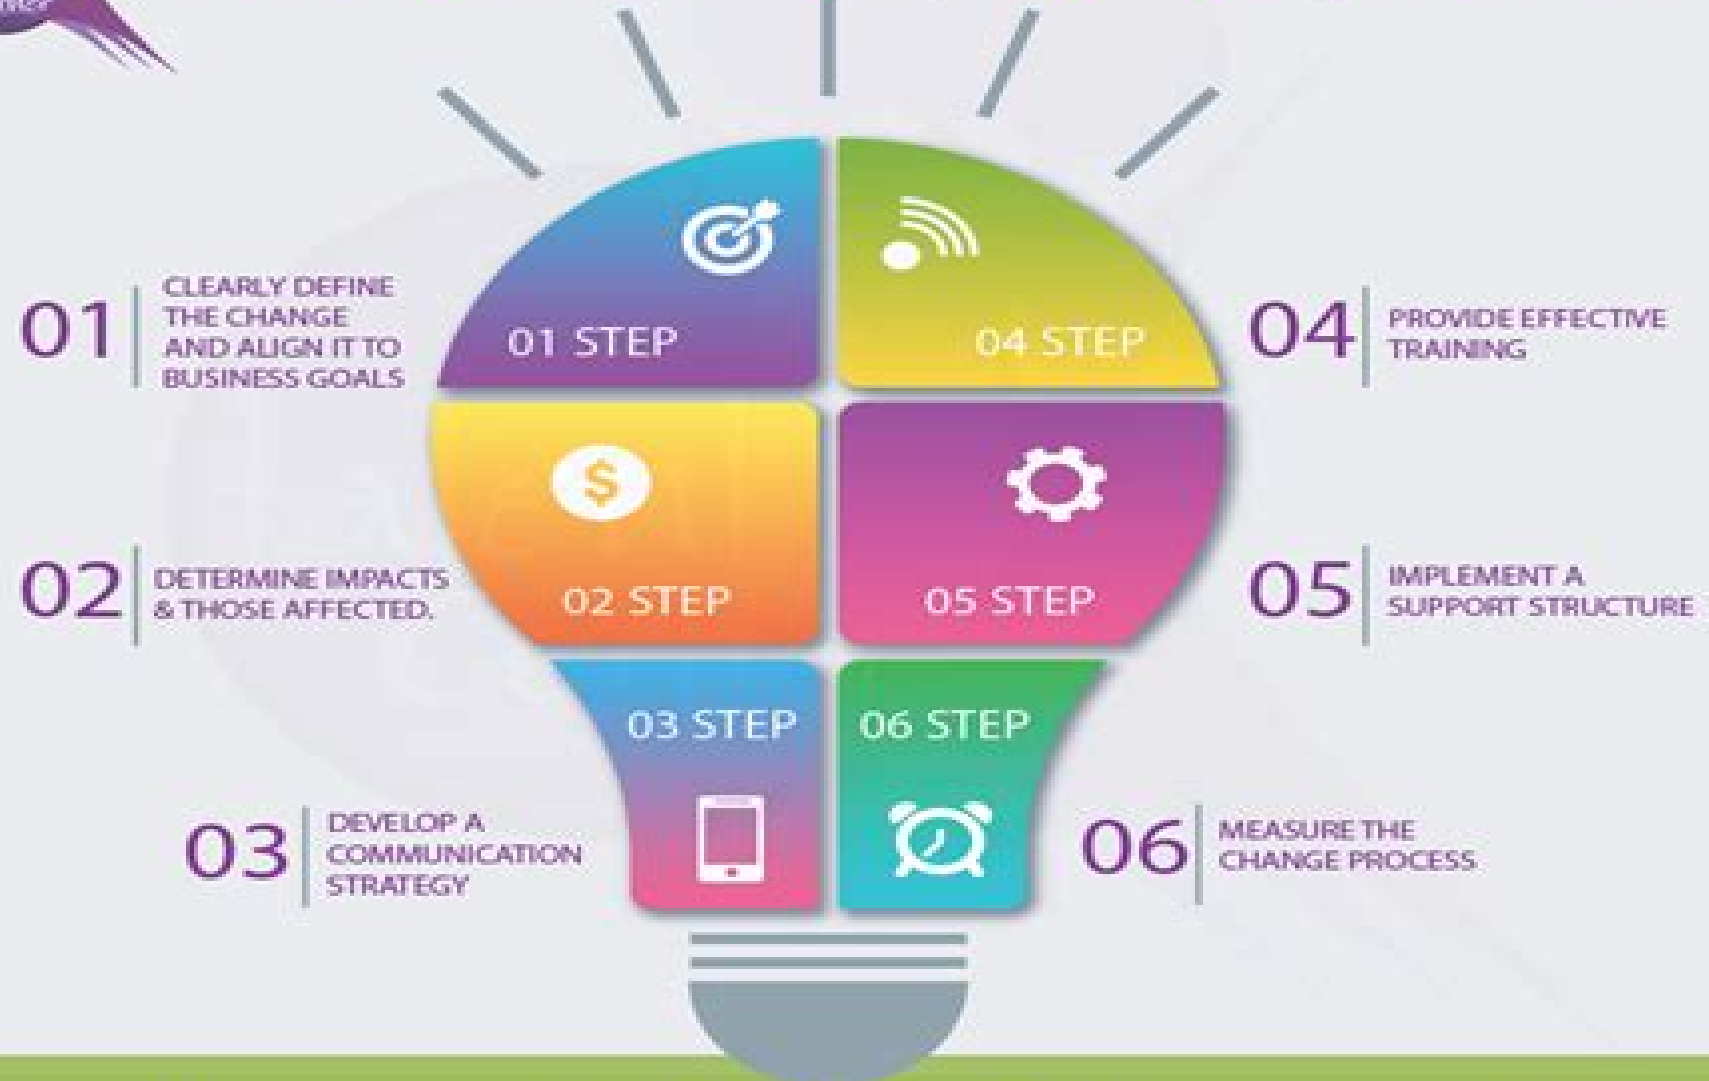 01
CLEARLY DEFINE
THE CHANGE
AND ALIGN IT TO
BUSINESS GOALS
02
DETERMINE IMPACTS
& THOSE AFFECTED.
03
DEVELOP A
COMMUNICATION
STRATEGY
01 STEP
04 STEP
$
02 STEP
05 STEP
03 STEP
06 STEP
04
PROVIDE EFFECTIVE
TRAINING
05
IMPLEMENT A
SUPPORT STRUCTURE
06
MEASURE THE
CHANGE PROCESS